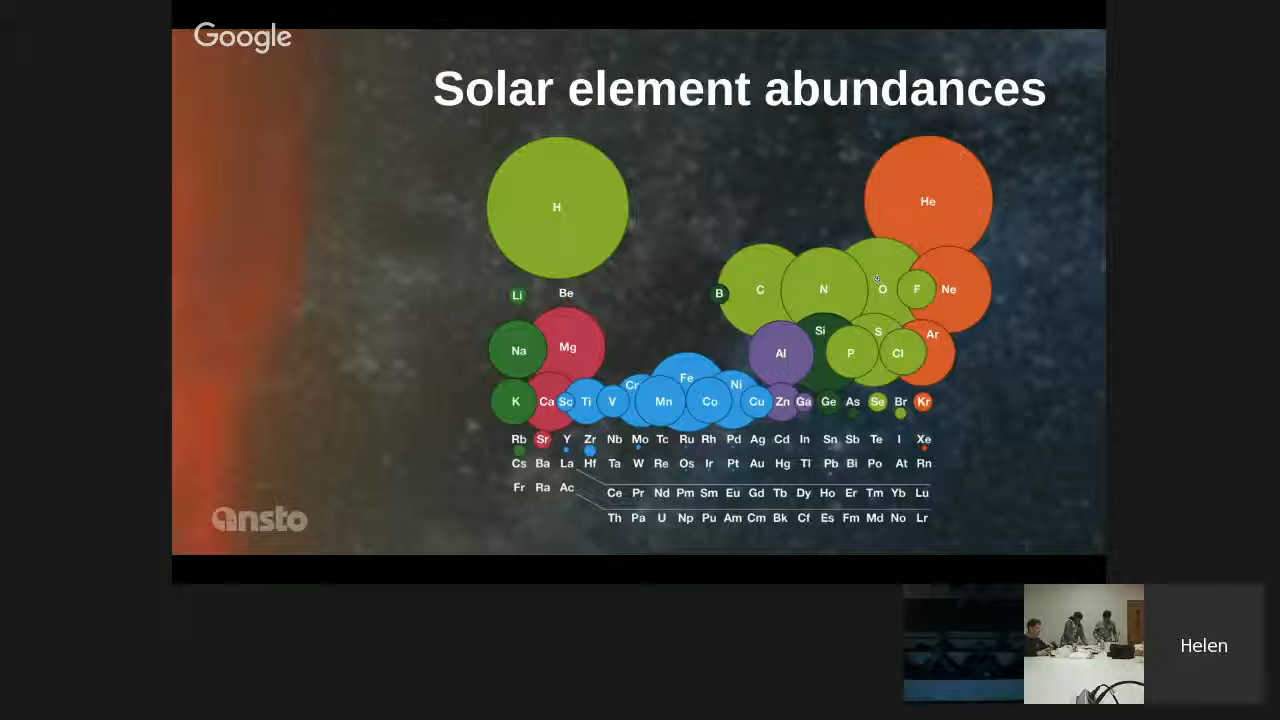 Google
Solar element abundances
H He
Li Be B C N O F Ne
Na Mg Al Si P S Cl Ar
K Ca Sc Ti V Cr Mn Fe Co Ni Cu Zn Ga Ge As Se Br Kr
Rb Sr Y Zr Nb Mo Tc Ru Rh Pd Ag Cd In Sn Sb Te I Xe
Cs Ba La Hf Ta W Re Os Ir Pt Au Hg Tl Pb Bi Po At Rn
Fr Ra Ac
Ce Pr Nd Pm Sm Eu Gd Tb Dy Ho Er Tm Yb Lu
Th Pa U Np Pu Am Cm Bk Cf Es Fm Md No Lr
ansto
Helen